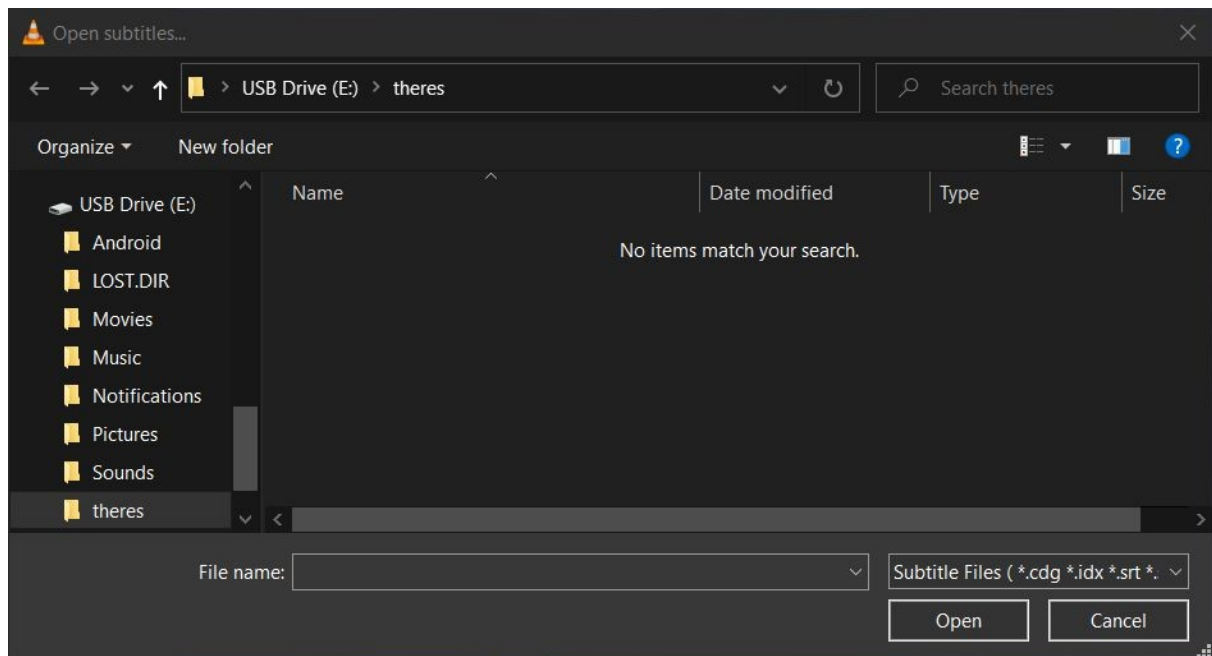 Open subtitles...
USB Drive (E:) > theres
Search theres
Organize
New folder
?
USB Drive (E:)
Android
LOST.DIR
Movies
Music
Notifications
Pictures
Sounds
theres
Name
Date modified
Type
Size
No items match your search.
File name:
Subtitle Files ( *.cdg *.idx *.srt *.
Open
Cancel